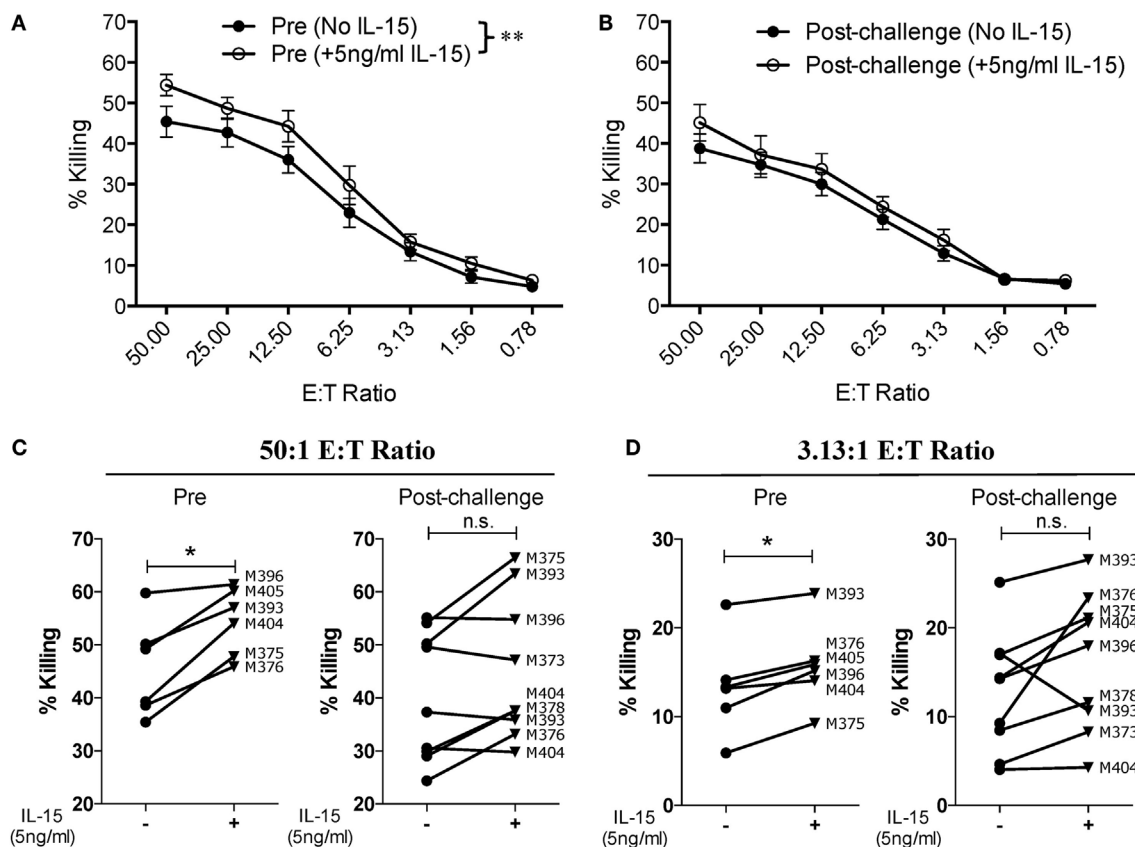 A
70
60
50
40
30
20
10
0
% Killing
Pre (No IL-15)
Pre (+5ng/ml IL-15)
**
50.00
25.00
12.50
6.25
3.13
1.56
0.78
E:T Ratio
B
70
60
50
40
30
20
10
0
% Killing
Post-challenge (No IL-15)
Post-challenge (+5ng/ml IL-15)
50.00
25.00
12.50
6.25
3.13
1.56
0.78
E:T Ratio
C
50:1 E:T Ratio
Pre
70
60
50
40
30
20
% Killing
*
M396
M405
M393
M404
M375
M376
IL-15
(5ng/ml)
- +
Post-challenge
n.s.
70
60
50
40
30
20
% Killing
M375
M393
M396
M373
M404
M378
M393
M376
M404
IL-15
(5ng/ml)
- +
D
3.13:1 E:T Ratio
Pre
30
20
10
0
% Killing
*
M393
M376
M405
M396
M404
M375
IL-15
(5ng/ml)
- +
Post-challenge
n.s.
30
20
10
0
% Killing
M393
M376
M375
M404
M396
M378
M393
M373
M404
IL-15
(5ng/ml)
- +